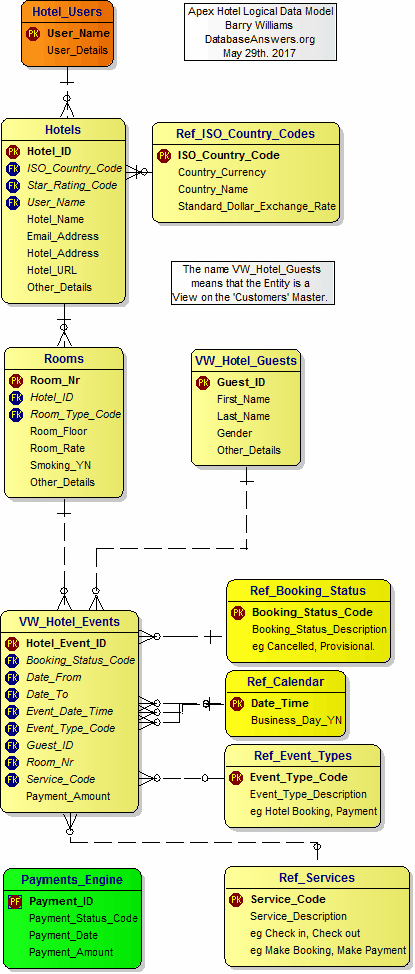 Hotel_Users
PK User_Name
User_Details
Apex Hotel Logical Data Model
Barry Williams
DatabaseAnswers.org
May 29th. 2017
Hotels
PK Hotel_ID
FK ISO_Country_Code
FK Star_Rating_Code
FK User_Name
Hotel_Name
Email_Address
Hotel_Address
Hotel_URL
Other_Details
Ref_ISO_Country_Codes
PK ISO_Country_Code
Country_Currency
Country_Name
Standard_Dollar_Exchange_Rate
The name VW_Hotel_Guests
means that the Entity is a
View on the 'Customers' Master.
Rooms
PK Room_Nr
FK Hotel_ID
FK Room_Type_Code
Room_Floor
Room_Rate
Smoking_YN
Other_Details
VW_Hotel_Guests
PK Guest_ID
First_Name
Last_Name
Gender
Other_Details
VW_Hotel_Events
PK Hotel_Event_ID
FK Booking_Status_Code
FK Date_From
FK Date_To
FK Event_Date_Time
FK Event_Type_Code
FK Guest_ID
FK Room_Nr
FK Service_Code
Payment_Amount
Ref_Booking_Status
PK Booking_Status_Code
Booking_Status_Description
eg Cancelled, Provisional.
Ref_Calendar
PK Date_Time
Business_Day_YN
Ref_Event_Types
PK Event_Type_Code
Event_Type_Description
eg Hotel Booking, Payment
Payments_Engine
PF Payment_ID
Payment_Status_Code
Payment_Date
Payment_Amount
Ref_Services
PK Service_Code
Service_Description
eg Check in, Check out
eg Make Booking, Make Payment